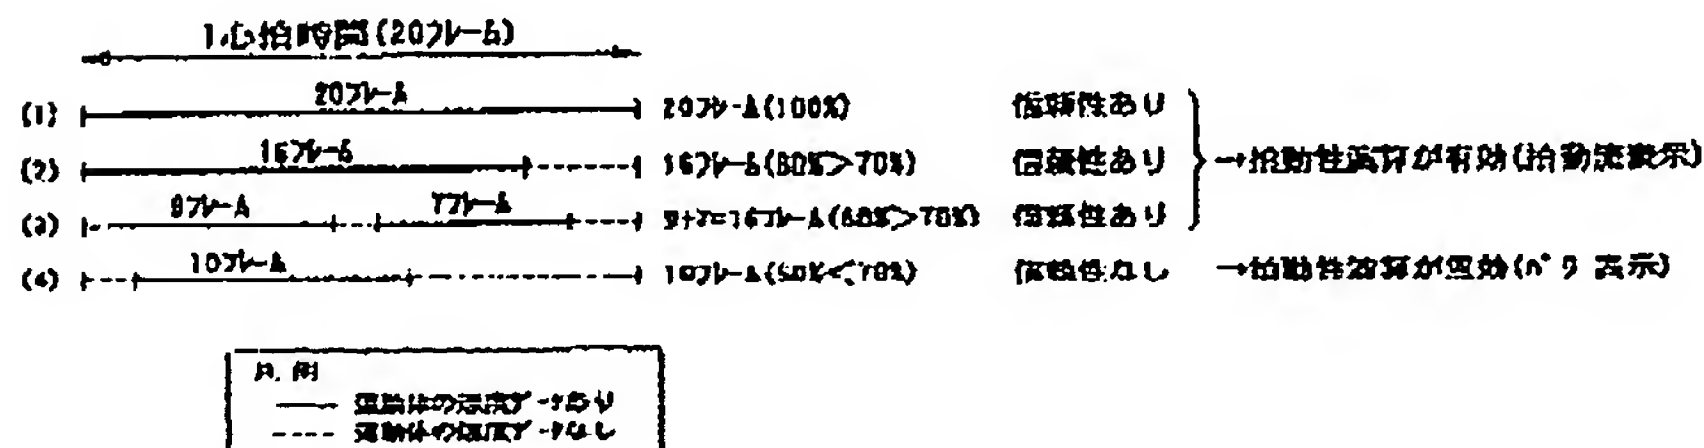 1心拍時間(20フレーム)
(1) 20フレーム 20フレーム(100%) 信頼性あり
(2) 16フレーム 16フレーム(80%>70%) 信頼性あり →拍動性演算が有効(拍動流表示)
(3) 9フレーム 7フレーム 9+7=16フレーム(80%>70%) 信頼性あり
(4) 10フレーム 10フレーム(50%<70%) 信頼性なし →拍動性演算が無効(パワ 表示)
凡例
運動体の速度データあり
運動体の速度データなし